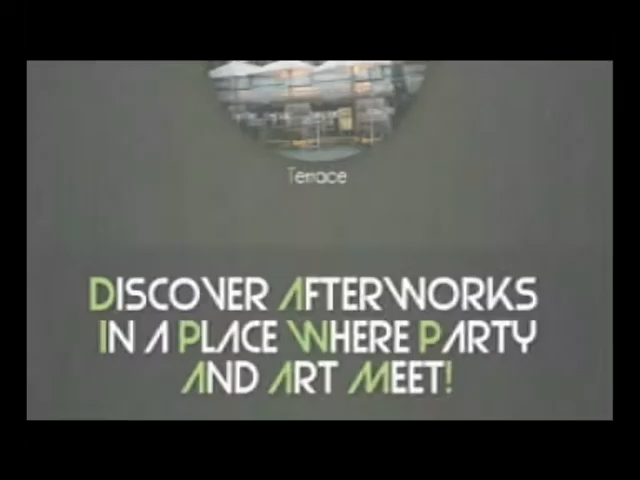 Terrace
DISCOVER AFTERWORKS
IN A PLACE WHERE PARTY
AND ART MEET!